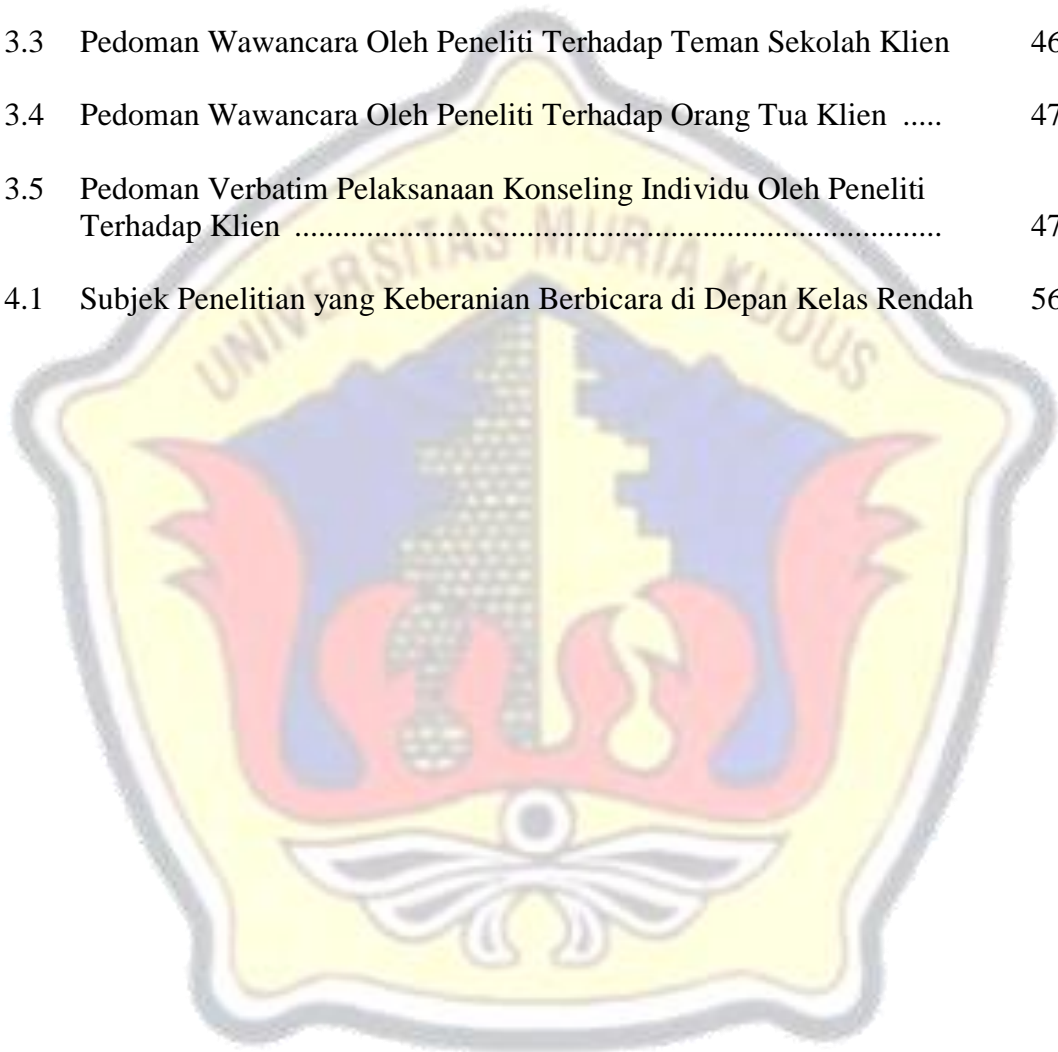 3.3 Pedoman Wawancara Oleh Peneliti Terhadap Teman Sekolah Klien 46
3.4 Pedoman Wawancara Oleh Peneliti Terhadap Orang Tua Klien ..... 47
3.5 Pedoman Verbatim Pelaksanaan Konseling Individu Oleh Peneliti
Terhadap Klien ........................................................................ 47
4.1 Subjek Penelitian yang Keberanian Berbicara di Depan Kelas Rendah 56
UNIVERSITAS MURIA KUDUS